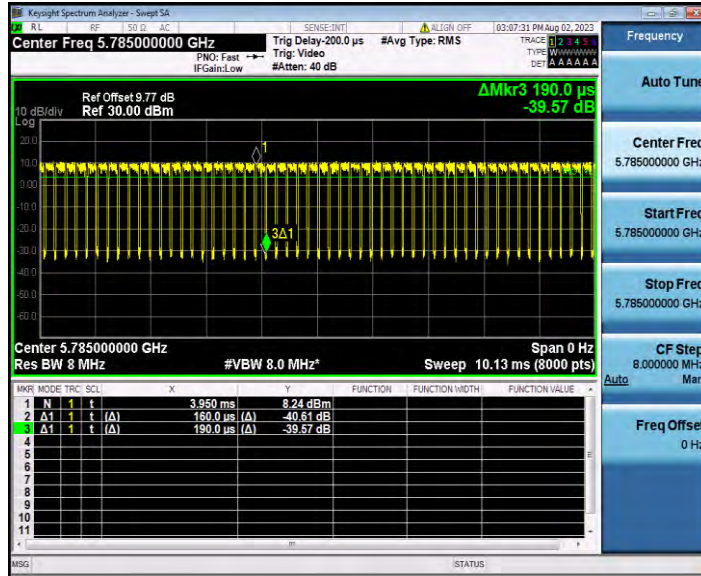 Keysight Spectrum Analyzer - Swept SA
RL RF 50 Ω AC SENSE:INT ALIGN OFF 03:07:31 PM Aug 02, 2023
Center Freq 5.785000000 GHz
PNO: Fast
IFGain:Low
Trig Delay-200.0 µs
Trig: Video
#Atten: 40 dB
#Avg Type: RMS
TRACE 1 2 3 4 5 6
TYPE W
DET A A A A A A
10 dB/div
Log
Ref Offset 9.77 dB
Ref 30.00 dBm
ΔMkr3 190.0 µs
-39.57 dB
20.0
10.0
0.00
-10.0
-20.0
-30.0
-40.0
-50.0
-60.0
1
3Δ1
Center 5.785000000 GHz
Span 0 Hz
Res BW 8 MHz
#VBW 8.0 MHz*
Sweep 10.13 ms (8000 pts)
MKR MODE TRC SCL X Y FUNCTION FUNCTION WIDTH FUNCTION VALUE
1 N 1 t 3.950 ms 8.24 dBm
2 Δ1 1 t (Δ) 160.0 µs (Δ) -40.61 dB
3 Δ1 1 t (Δ) 190.0 µs (Δ) -39.57 dB
4
5
6
7
8
9
10
11
MSG STATUS
Frequency
Auto Tune
Center Freq
5.785000000 GHz
Start Freq
5.785000000 GHz
Stop Freq
5.785000000 GHz
CF Step
8.000000 MHz
Auto Man
Freq Offset
0 Hz